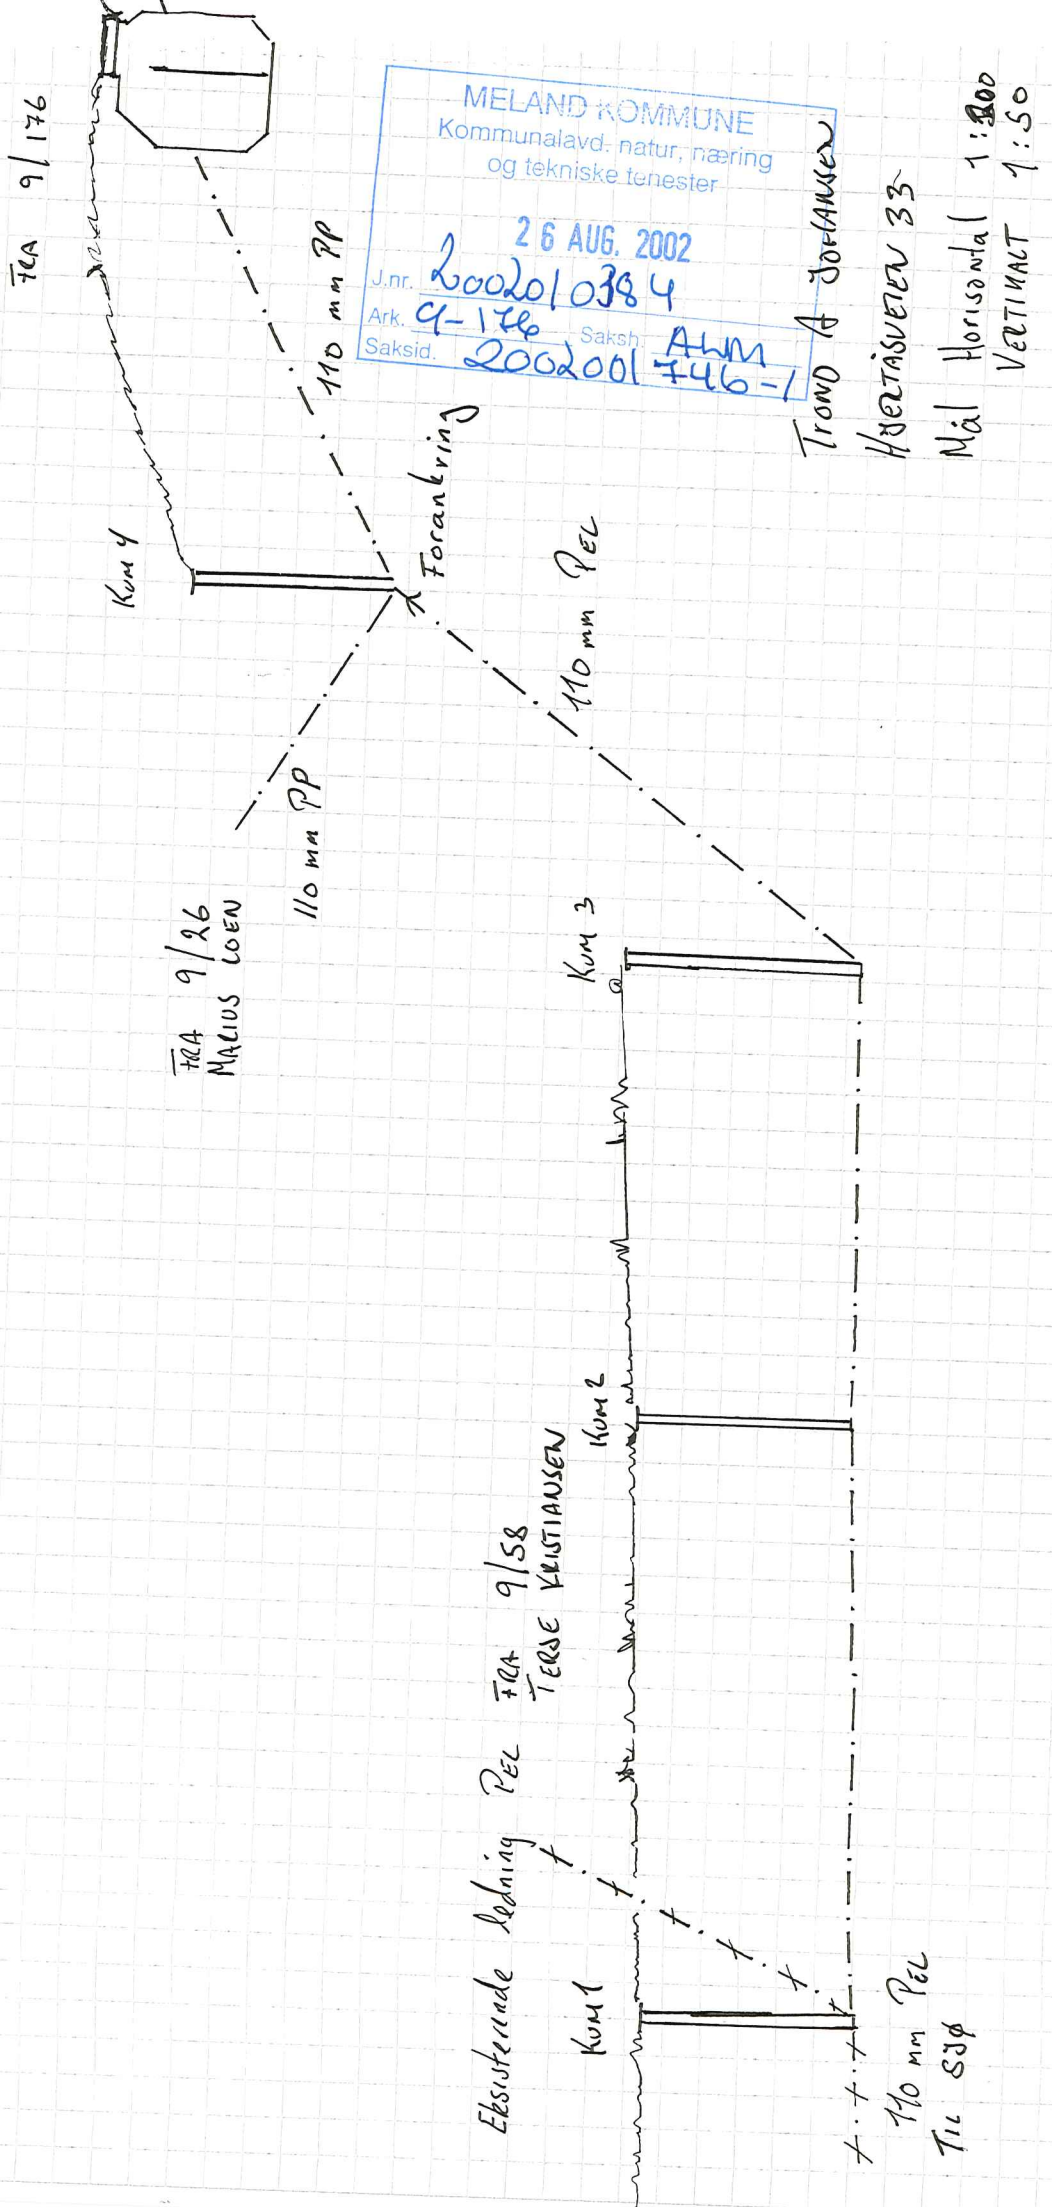 FRA 9/176
MELAND KOMMUNE
Kommunalavd. natur, næring
og tekniske tenester
26 AUG. 2002
J.nr. 200201 0384
Ark. 9-176 Saksh. AWM
Saksid. 200200 1746-1
110 mm PP
Kum 4
Forankring
TROND A JOHANSEN
HJERTÅSVEIEN 33
Mål Horisontal 1:200
VERTIKALT 1:50
110 mm PEL
FRA 9/26
MARIUS LOEN
110 mm PP
Kum 3
Kum 2
Eksisterende ledning PEL FRA 9/58
TERJE KRISTIANSEN
Kum 1
110 mm PEL
TIL SJØ